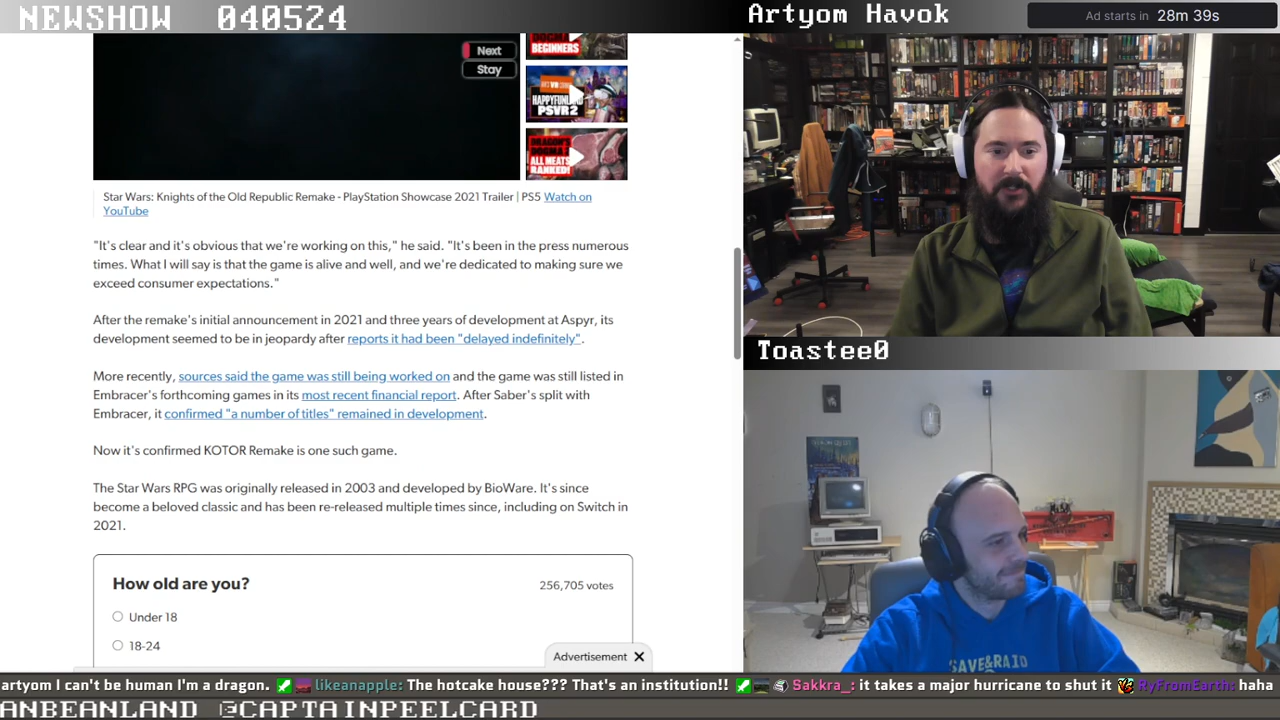 NEWSHOW 040524
Artyom Havok
Ad starts in 28m 39s
Next
Stay
BEGINNERS
HAPPYFUNLAND
PSVR2
DRAGON'S
DOGMA 2
ALL MEATS
RANKED!
Star Wars: Knights of the Old Republic Remake - PlayStation Showcase 2021 Trailer | PS5 Watch on
YouTube
"It's clear and it's obvious that we're working on this," he said. "It's been in the press numerous
times. What I will say is that the game is alive and well, and we're dedicated to making sure we
exceed consumer expectations."
After the remake's initial announcement in 2021 and three years of development at Aspyr, its
development seemed to be in jeopardy after reports it had been "delayed indefinitely".
More recently, sources said the game was still being worked on and the game was still listed in
Embracer's forthcoming games in its most recent financial report. After Saber's split with
Embracer, it confirmed "a number of titles" remained in development.
Now it's confirmed KOTOR Remake is one such game.
The Star Wars RPG was originally released in 2003 and developed by BioWare. It's since
become a beloved classic and has been re-released multiple times since, including on Switch in
2021.
How old are you?
256,705 votes
Under 18
18-24
Advertisement
Toastee0
SAVE&RAID
artyom I can't be human I'm a dragon. likeanapple: The hotcake house??? That's an institution!! Sakkra_: it takes a major hurricane to shut it RyFromEarth: haha
ANBEANLAND @CAPTAINPELLCARD